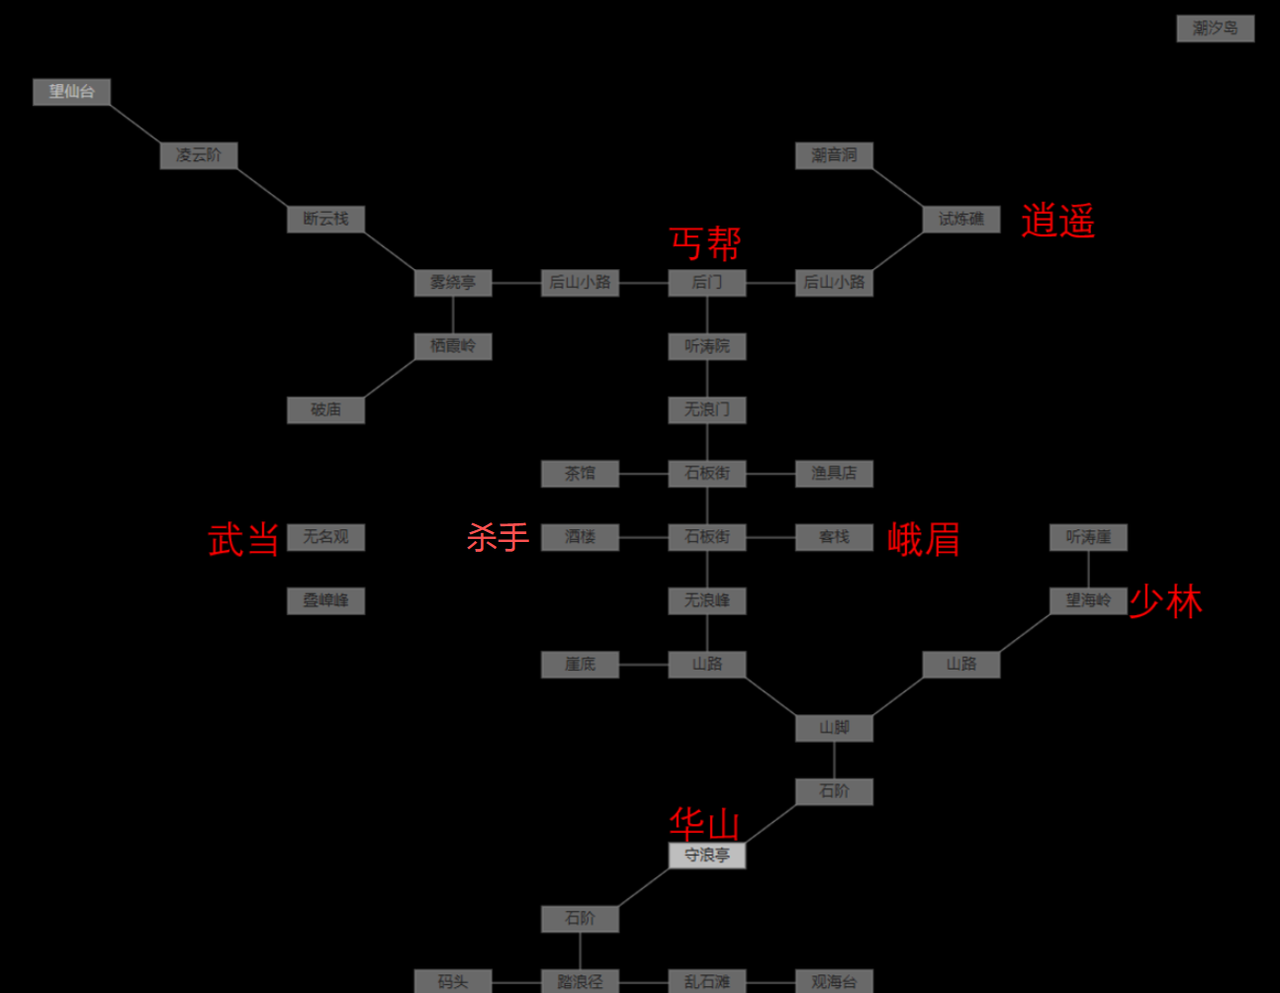 潮汐岛
望仙台
凌云阶
潮音洞
断云栈
试炼礁
逍遥
丐帮
雾绕亭
后山小路
后门
后山小路
栖霞岭
听涛院
破庙
无浪门
茶馆
石板街
渔具店
武当
无名观
杀手
酒楼
石板街
客栈
峨眉
听涛崖
叠嶂峰
无浪峰
望海岭
少林
崖底
山路
山路
山脚
石阶
华山
守浪亭
石阶
码头
踏浪径
乱石滩
观海台